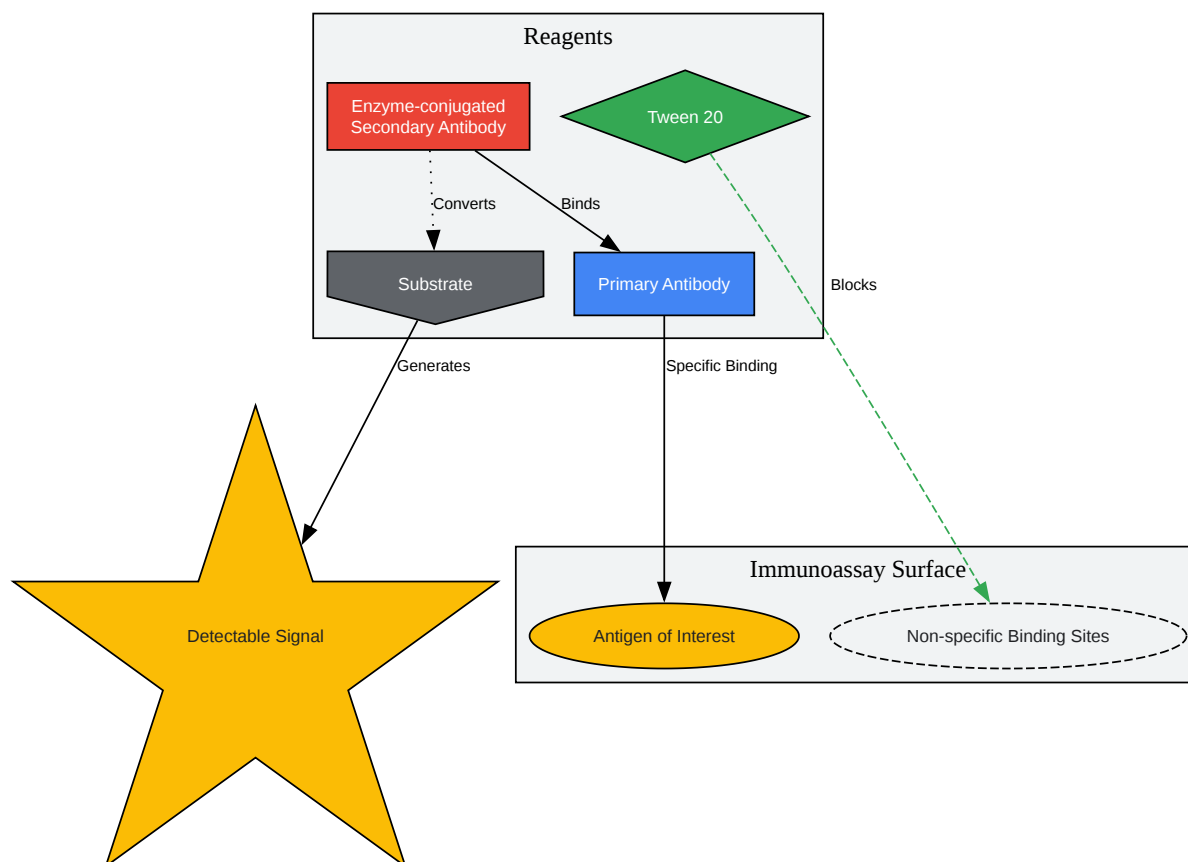 Reagents
Enzyme-conjugated
Secondary Antibody
Tween 20
Converts
Binds
Substrate
Primary Antibody
Blocks
Generates
Specific Binding
Immunoassay Surface
Detectable Signal
Antigen of Interest
Non-specific Binding Sites